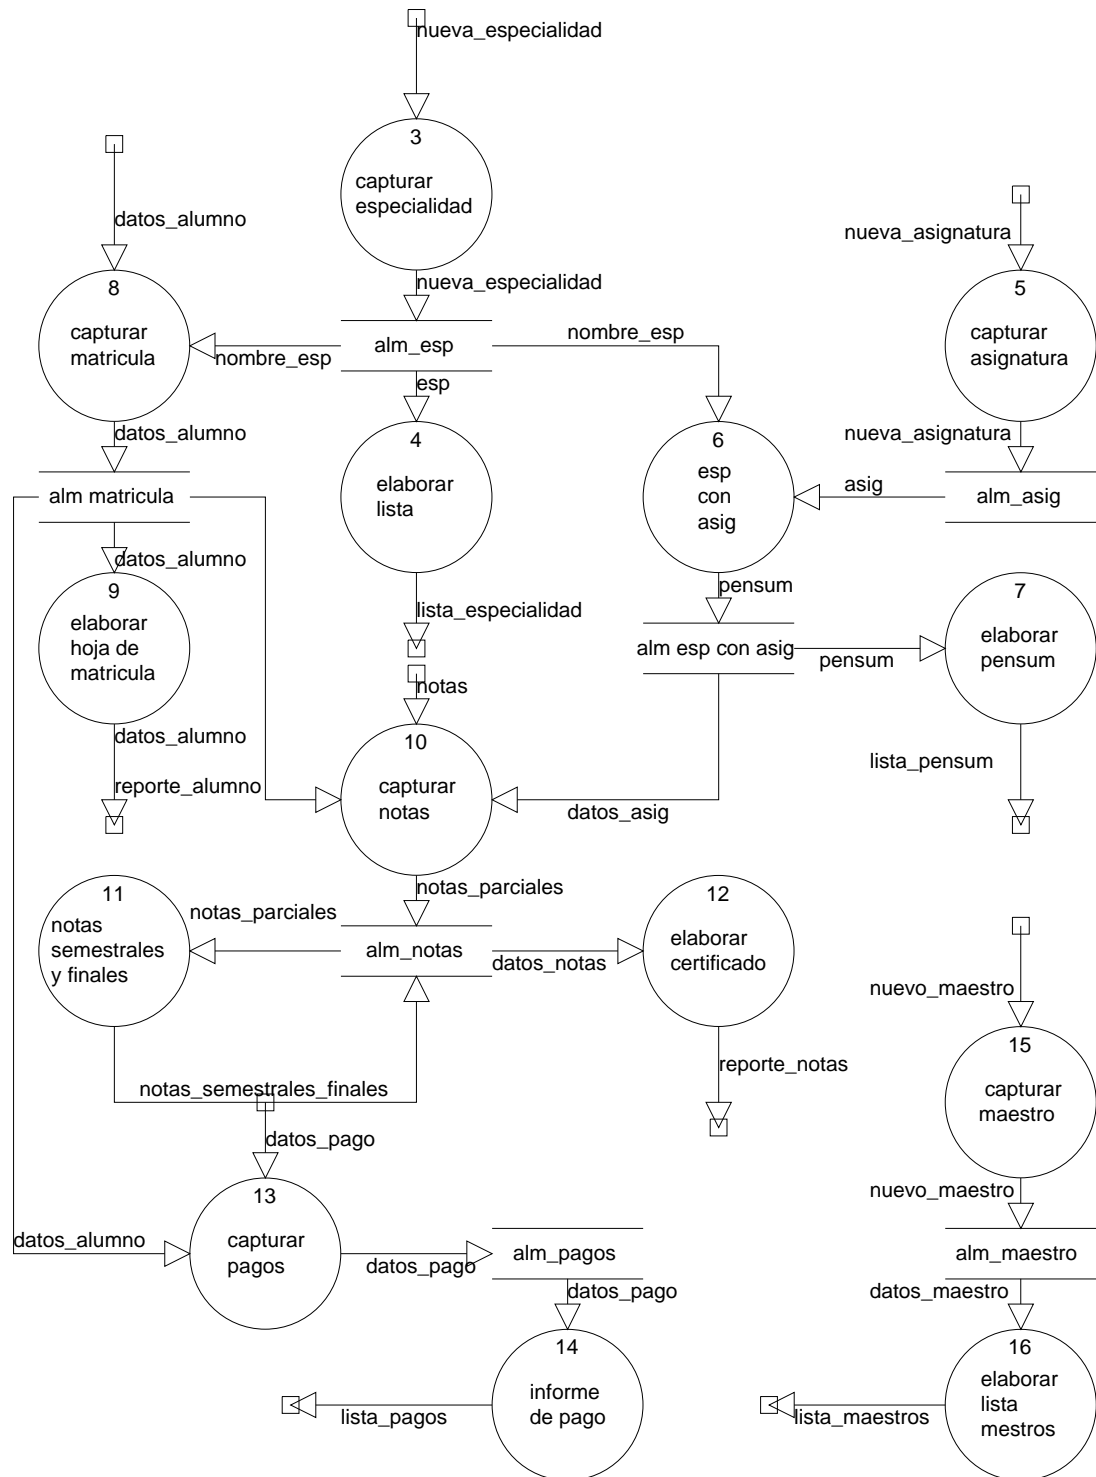 nueva_especialidad
3
capturar
especialidad
datos_alumno
nueva_asignatura
nueva_especialidad
8
capturar
matricula
nombre_esp
alm_esp
nombre_esp
5
capturar
asignatura
esp
datos_alumno
4
elaborar
lista
6
esp
con
asig
nueva_asignatura
alm matricula
asig
alm_asig
datos_alumno
9
elaborar
hoja de
matricula
lista_especialidad
pensum
7
elaborar
pensum
alm esp con asig
pensum
notas
datos_alumno
reporte_alumno
10
capturar
notas
datos_asig
lista_pensum
notas_parciales
11
notas
semestrales
y finales
notas_parciales
alm_notas
datos_notas
12
elaborar
certificado
nuevo_maestro
notas_semestrales_finales
reporte_notas
15
capturar
maestro
datos_pago
13
capturar
pagos
datos_alumno
datos_pago
alm_pagos
nuevo_maestro
alm_maestro
datos_pago
datos_maestro
14
informe
de pago
lista_pagos
16
elaborar
lista
mestros
lista_maestros